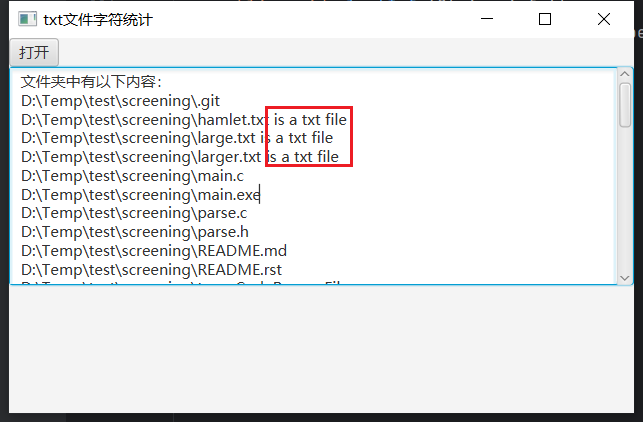 txt文件字符统计
打开
文件夹中有以下内容：
D:\Temp\test\screening\.git
D:\Temp\test\screening\hamlet.txt is a txt file
D:\Temp\test\screening\large.txt is a txt file
D:\Temp\test\screening\larger.txt is a txt file
D:\Temp\test\screening\main.c
D:\Temp\test\screening\main.exe
D:\Temp\test\screening\parse.c
D:\Temp\test\screening\parse.h
D:\Temp\test\screening\README.md
D:\Temp\test\screening\README.rst